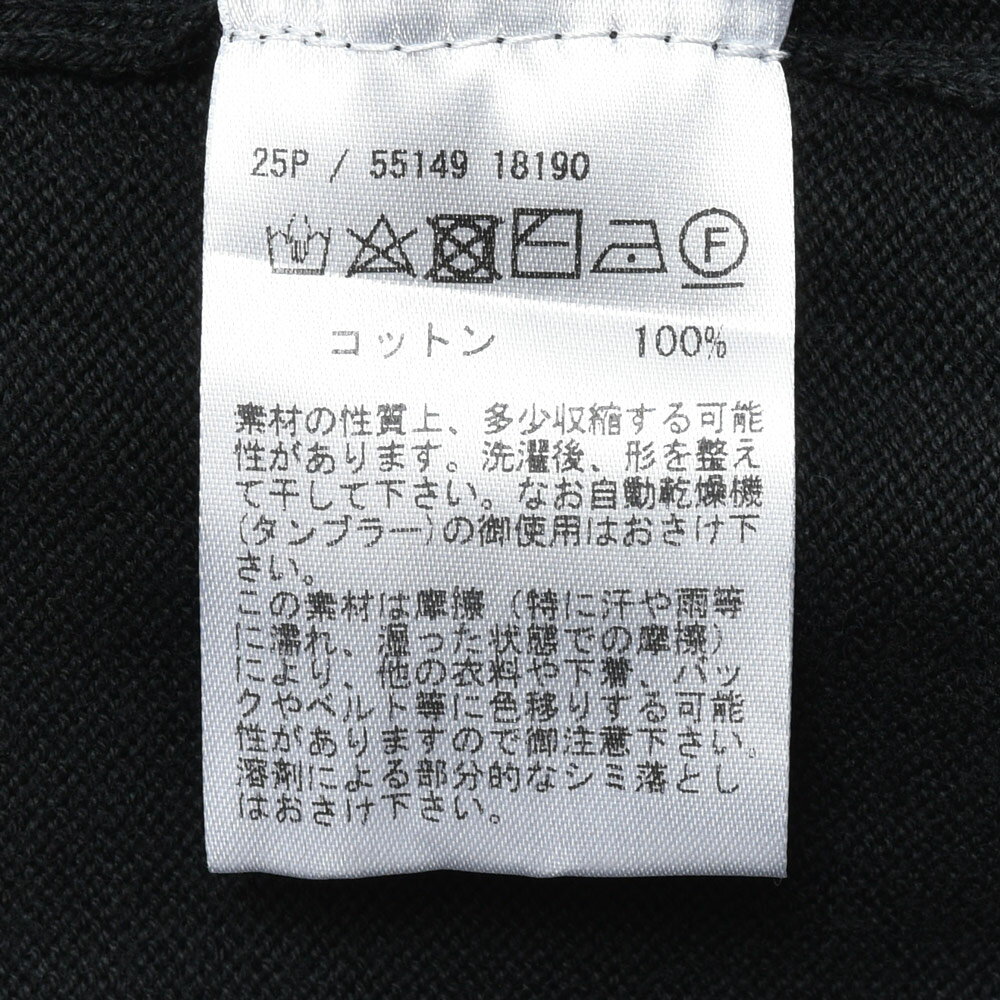 25P / 55149 18190
F
コットン 100%
素材の性質上、多少収縮する可能
性があります。洗濯後、形を整え
て干して下さい。なお自動乾燥機
(タンブラー)の御使用はおさけ下
さい。
この素材は摩擦(特に汗や雨等
に濡れ、湿った状態での摩擦)
により、他の衣料や下着、バッ
クやベルト等に色移りする可能
性がありますので御注意下さい。
溶剤による部分的なシミ落とし
はおさけ下さい。